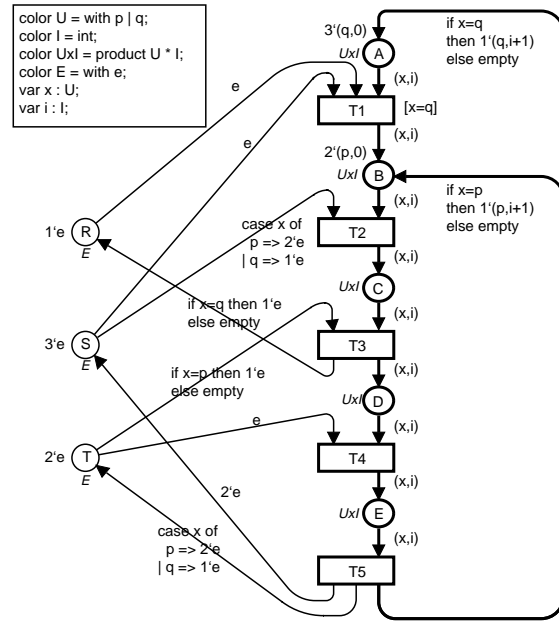 color U = with p | q;
color I = int;
color UxI = product U * I;
color E = with e;
var x : U;
var i : I;
3‘(q,0)
UxI
A
if x=q
then 1‘(q,i+1)
else empty
(x,i)
e
T1
[x=q]
(x,i)
e
2‘(p,0)
UxI
B
(x,i)
if x=p
then 1‘(p,i+1)
else empty
1‘e
R
E
case x of
p => 2‘e
| q => 1‘e
T2
(x,i)
UxI
C
if x=q then 1‘e
else empty
(x,i)
3‘e
S
E
T3
if x=p then 1‘e
else empty
(x,i)
UxI
D
e
(x,i)
2‘e
T
E
T4
(x,i)
2‘e
UxI
E
case x of
p => 2‘e
| q => 1‘e
(x,i)
T5